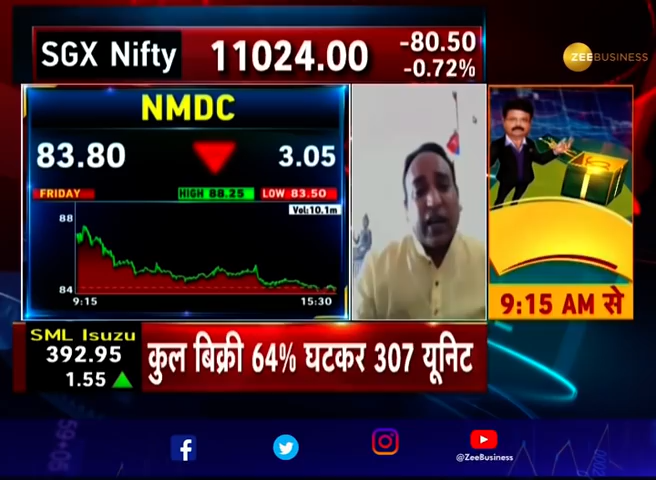 SGX Nifty
11024.00
-80.50
-0.72%
ZEEBUSINESS
NMDC
83.80
3.05
FRIDAY
HIGH 88.25
LOW 83.50
Vol:10.1m
88
84
9:15
15:30
9:15 AM से
SML Isuzu
392.95
1.55
कुल बिक्री 64% घटकर 307 यूनिट
@ZeeBusiness